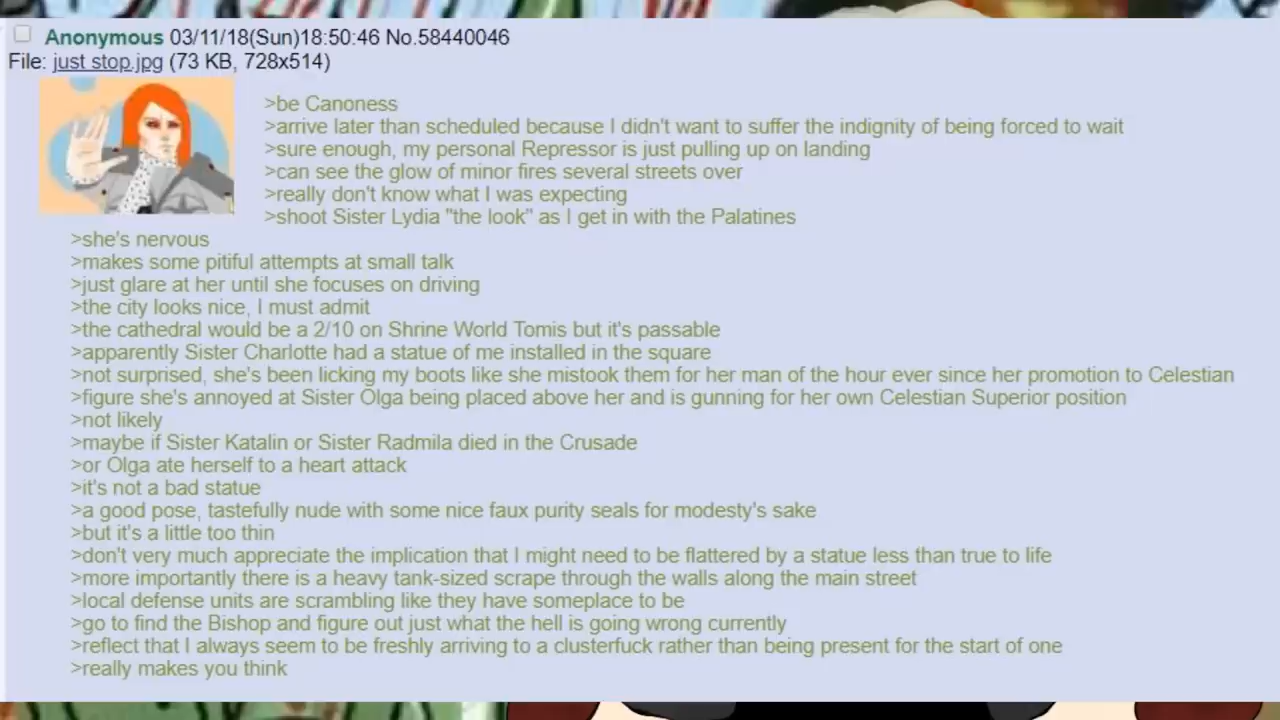 Anonymous 03/11/18(Sun)18:50:46 No.58440046
File: just stop.jpg (73 KB, 728x514)
>be Canoness
>arrive later than scheduled because I didn't want to suffer the indignity of being forced to wait
>sure enough, my personal Repressor is just pulling up on landing
>can see the glow of minor fires several streets over
>really don't know what I was expecting
>shoot Sister Lydia "the look" as I get in with the Palatines
>she's nervous
>makes some pitiful attempts at small talk
>just glare at her until she focuses on driving
>the city looks nice, I must admit
>the cathedral would be a 2/10 on Shrine World Tomis but it's passable
>apparently Sister Charlotte had a statue of me installed in the square
>not surprised, she's been licking my boots like she mistook them for her man of the hour ever since her promotion to Celestian
>figure she's annoyed at Sister Olga being placed above her and is gunning for her own Celestian Superior position
>not likely
>maybe if Sister Katalin or Sister Radmila died in the Crusade
>or Olga ate herself to a heart attack
>it's not a bad statue
>a good pose, tastefully nude with some nice faux purity seals for modesty's sake
>but it's a little too thin
>don't very much appreciate the implication that I might need to be flattered by a statue less than true to life
>more importantly there is a heavy tank-sized scrape through the walls along the main street
>local defense units are scrambling like they have someplace to be
>go to find the Bishop and figure out just what the hell is going wrong currently
>reflect that I always seem to be freshly arriving to a clusterfuck rather than being present for the start of one
>really makes you think